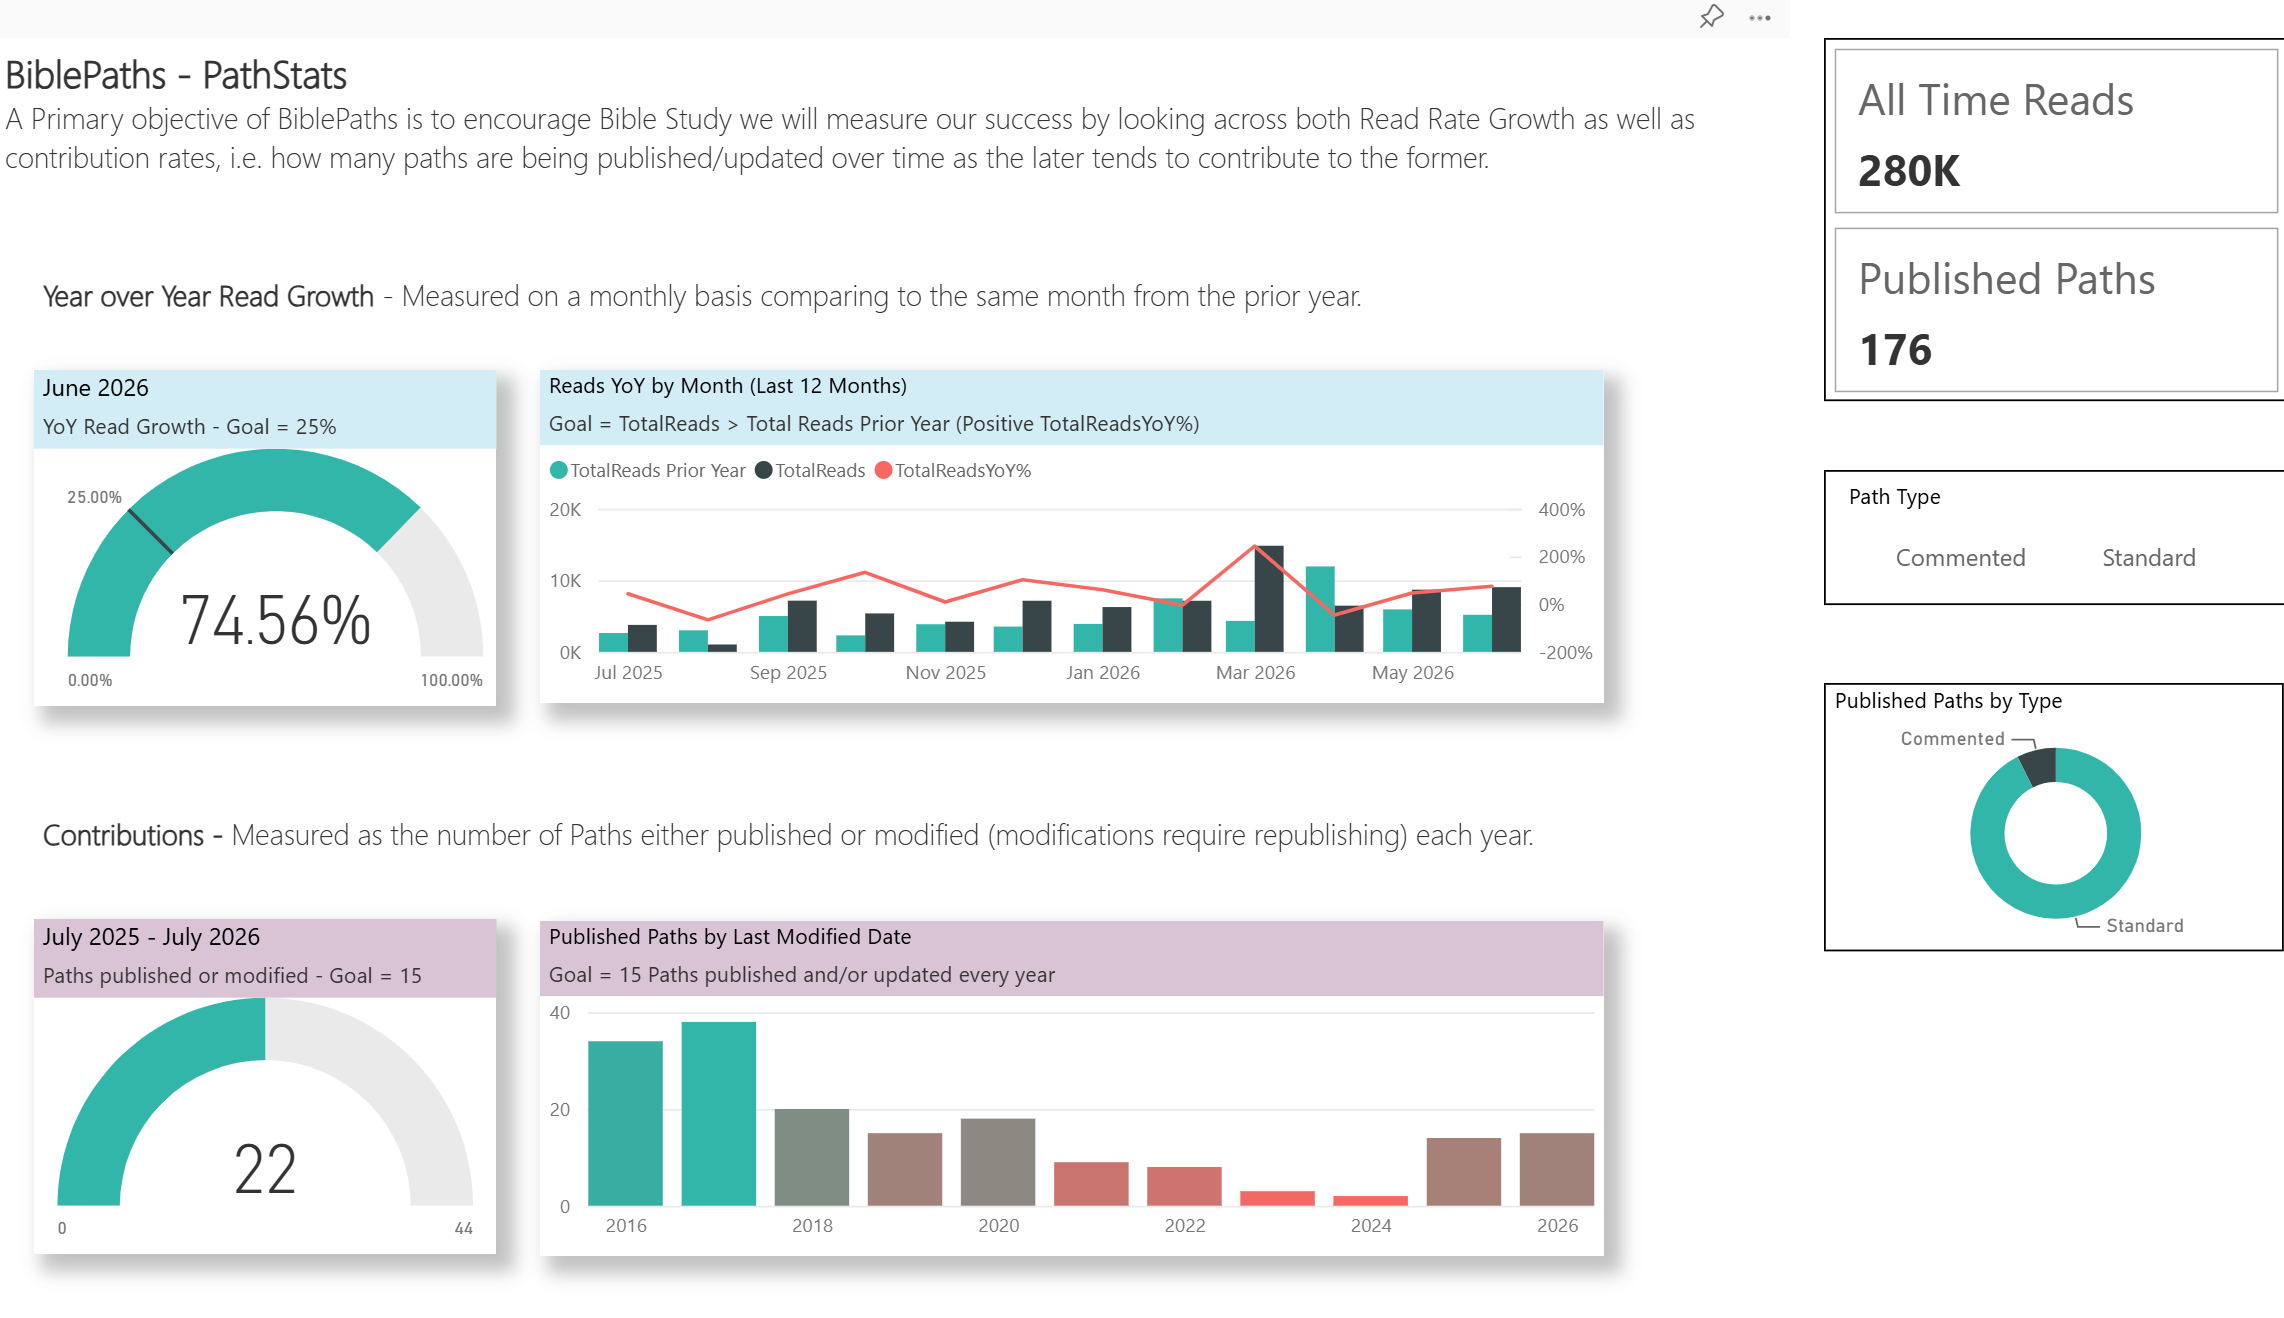 BiblePaths - PathStats
A Primary objective of BiblePaths is to encourage Bible Study we will measure our success by looking across both Read Rate Growth as well as
contribution rates, i.e. how many paths are being published/updated over time as the later tends to contribute to the former.
All Time Reads
280K
Published Paths
176
Year over Year Read Growth - Measured on a monthly basis comparing to the same month from the prior year.
June 2026
YoY Read Growth - Goal = 25%
25.00%
74.56%
0.00%
100.00%
Reads YoY by Month (Last 12 Months)
Goal = TotalReads > Total Reads Prior Year (Positive TotalReadsYoY%)
TotalReads Prior Year TotalReads TotalReadsYoY%
20K
10K
0K
400%
200%
0%
-200%
Jul 2025 Sep 2025 Nov 2025 Jan 2026 Mar 2026 May 2026
Path Type
Commented Standard
Published Paths by Type
Commented
Standard
Contributions - Measured as the number of Paths either published or modified (modifications require republishing) each year.
July 2025 - July 2026
Paths published or modified - Goal = 15
22
0
44
Published Paths by Last Modified Date
Goal = 15 Paths published and/or updated every year
40
20
0
2016 2018 2020 2022 2024 2026